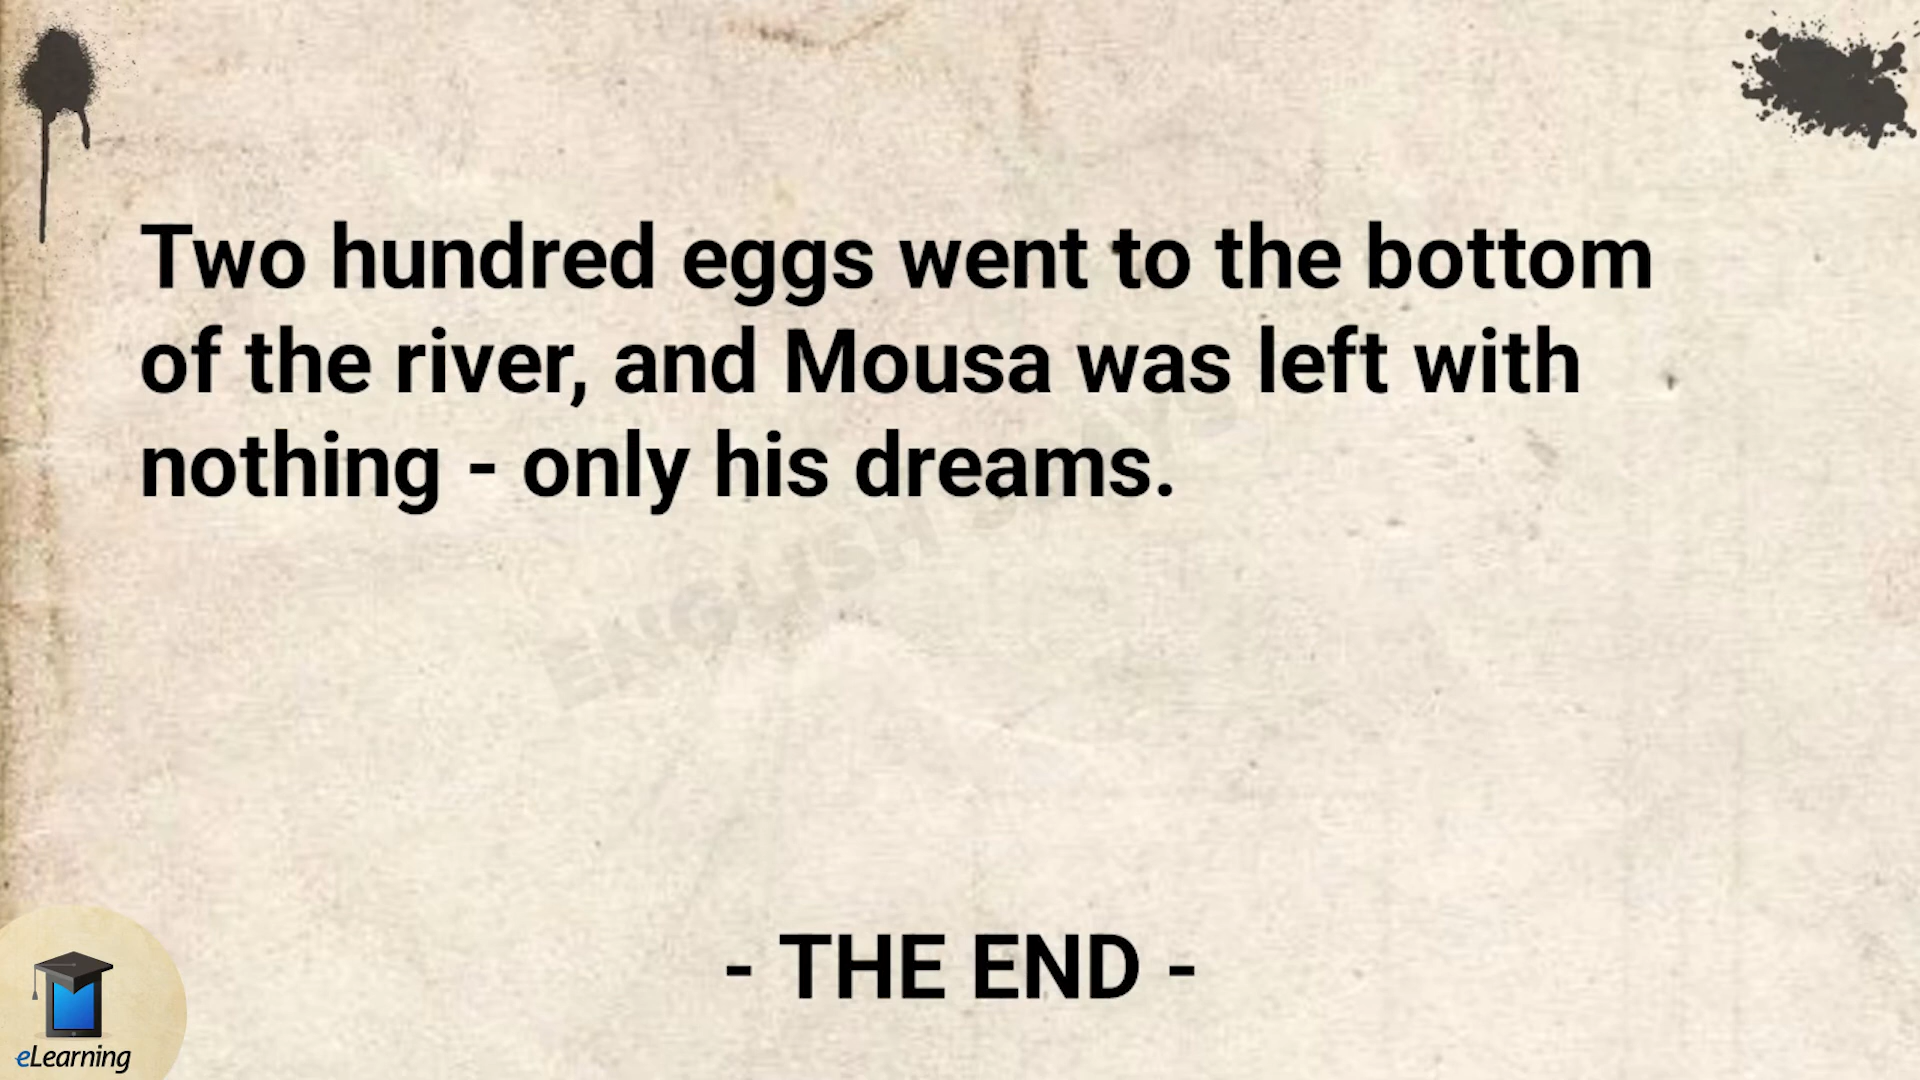 Two hundred eggs went to the bottom
of the river, and Mousa was left with
nothing - only his dreams.
- THE END -
eLearning